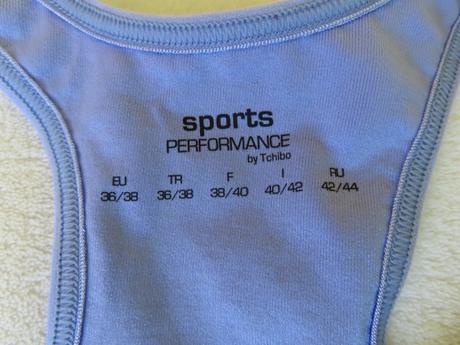 sports
PERFORMANCE
by Tchibo
EU TR F I RU
36/38 36/38 38/40 40/42 42/44